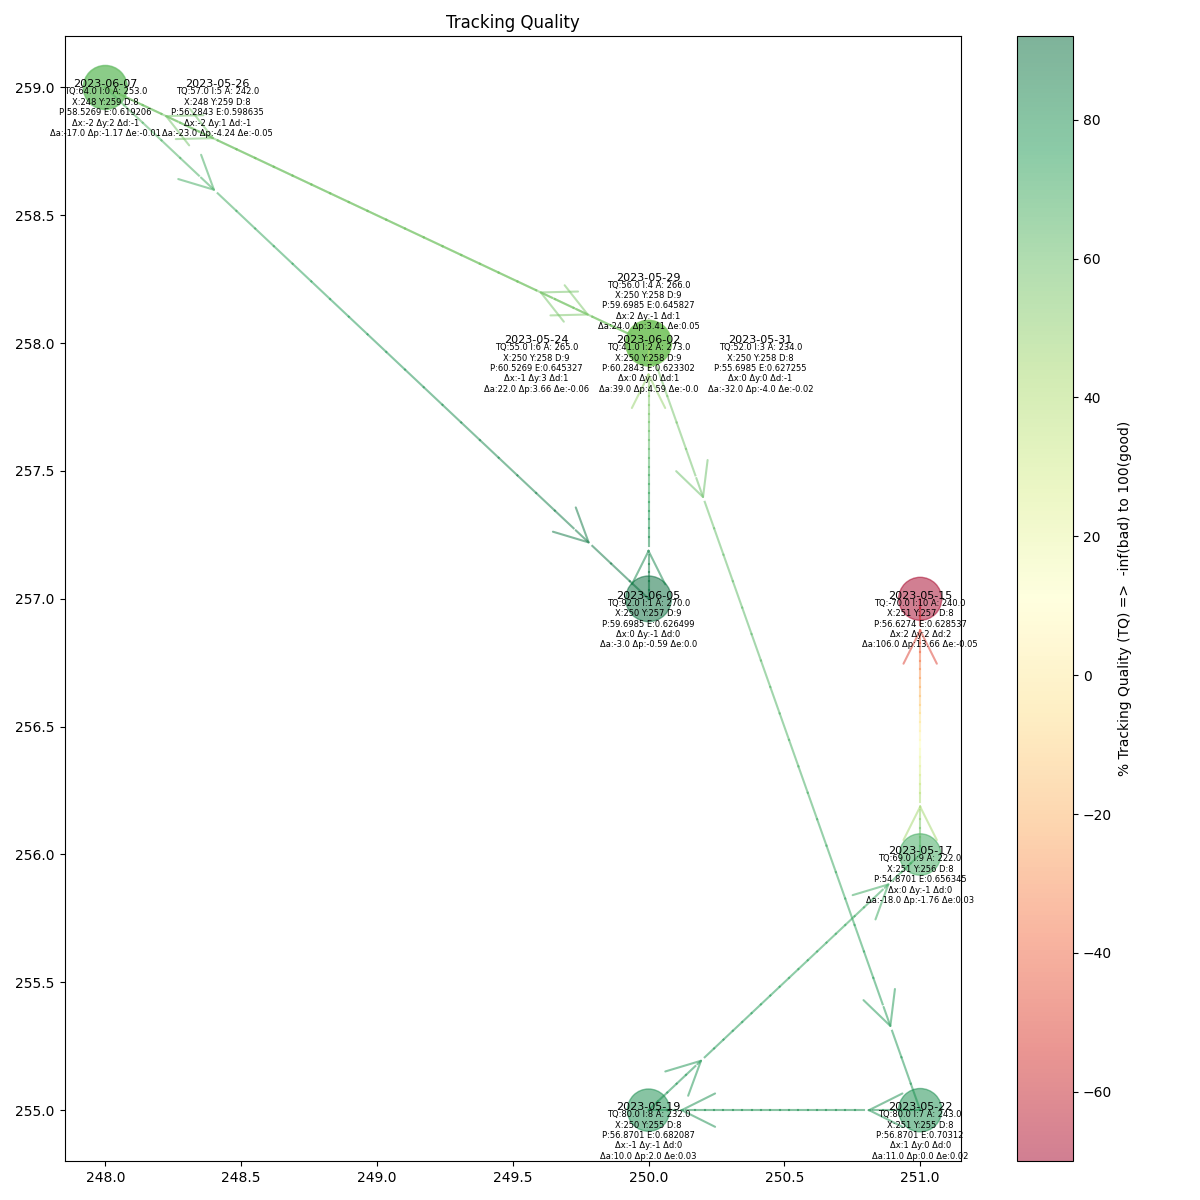 Tracking Quality
259.0
258.5
258.0
257.5
257.0
256.5
256.0
255.5
255.0
248.0
248.5
249.0
249.5
250.0
250.5
251.0
2023-06-07
TQ:64.0 I:0 A: 253.0
X:248 Y:259 D:8
P:58.5269 E:0.619206
Δx:-2 Δy:2 Δd:-1
Δa:-17.0 Δp:-1.17 Δe:-0.01
2023-05-26
TQ:57.0 I:5 A: 242.0
X:248 Y:259 D:8
P:56.2843 E:0.598635
Δx:-2 Δy:1 Δd:-1
Δa:-23.0 Δp:-4.24 Δe:-0.05
2023-05-29
TQ:56.0 I:4 A: 266.0
X:250 Y:258 D:9
P:59.6985 E:0.645827
Δx:2 Δy:-1 Δd:1
Δa:24.0 Δp:3.41 Δe:0.05
2023-05-24
TQ:55.0 I:6 A: 265.0
X:250 Y:258 D:9
P:60.5269 E:0.645327
Δx:-1 Δy:3 Δd:1
Δa:22.0 Δp:3.66 Δe:-0.06
2023-06-02
TQ:41.0 I:2 A: 273.0
X:250 Y:258 D:9
P:60.2843 E:0.623302
Δx:0 Δy:0 Δd:1
Δa:39.0 Δp:4.59 Δe:-0.0
2023-05-31
TQ:52.0 I:3 A: 234.0
X:250 Y:258 D:8
P:55.6985 E:0.627255
Δx:0 Δy:0 Δd:-1
Δa:-32.0 Δp:-4.0 Δe:-0.02
2023-06-05
TQ:92.0 I:1 A: 270.0
X:250 Y:257 D:9
P:59.6985 E:0.626499
Δx:0 Δy:-1 Δd:0
Δa:-3.0 Δp:-0.59 Δe:0.0
2023-05-15
TQ:-70.0 I:10 A: 240.0
X:251 Y:257 D:8
P:56.6274 E:0.628537
Δx:2 Δy:2 Δd:2
Δa:106.0 Δp:13.66 Δe:-0.05
2023-05-17
TQ:69.0 I:9 A: 222.0
X:251 Y:256 D:8
P:54.8701 E:0.656345
Δx:0 Δy:-1 Δd:0
Δa:-18.0 Δp:-1.76 Δe:0.03
2023-05-19
TQ:80.0 I:8 A: 232.0
X:250 Y:255 D:8
P:56.8701 E:0.682087
Δx:-1 Δy:-1 Δd:0
Δa:10.0 Δp:2.0 Δe:0.03
2023-05-22
TQ:80.0 I:7 A: 243.0
X:251 Y:255 D:8
P:56.8701 E:0.70312
Δx:1 Δy:0 Δd:0
Δa:11.0 Δp:0.0 Δe:0.02
80
60
40
20
0
−20
−40
−60
% Tracking Quality (TQ) => -inf(bad) to 100(good)